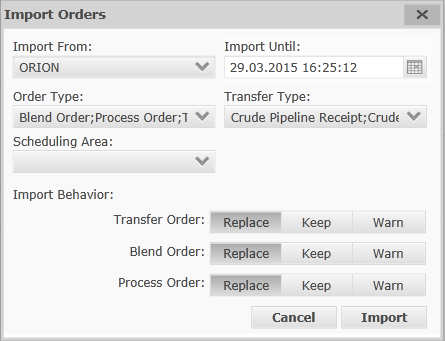 Import Orders
Import From: Import Until:
ORION 29.03.2015 16:25:12
Order Type: Transfer Type:
Blend Order;Process Order;T Crude Pipeline Receipt;Crude
Scheduling Area:
Import Behavior:
Transfer Order: Replace Keep Warn
Blend Order: Replace Keep Warn
Process Order: Replace Keep Warn
Cancel Import